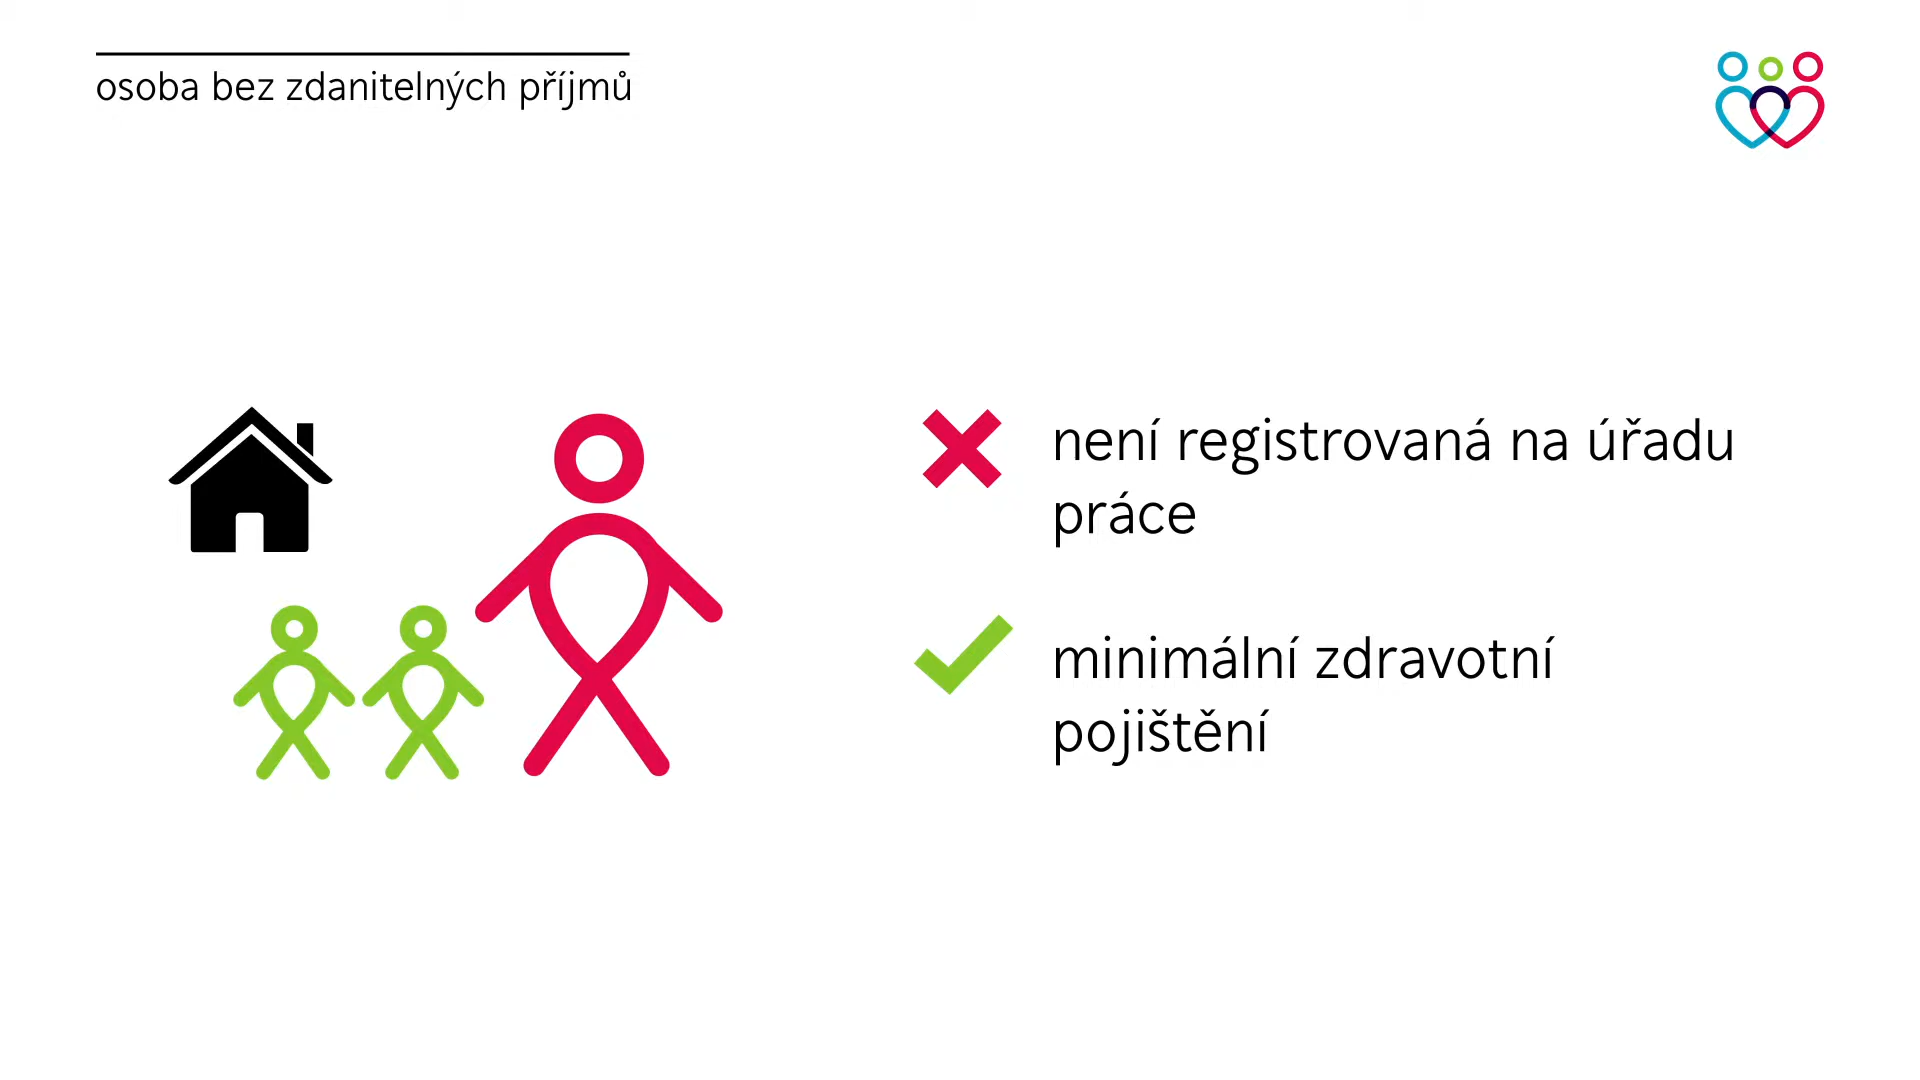 osoba bez zdanitelných příjmů
není registrovaná na úřadu
práce
minimální zdravotní
pojištění